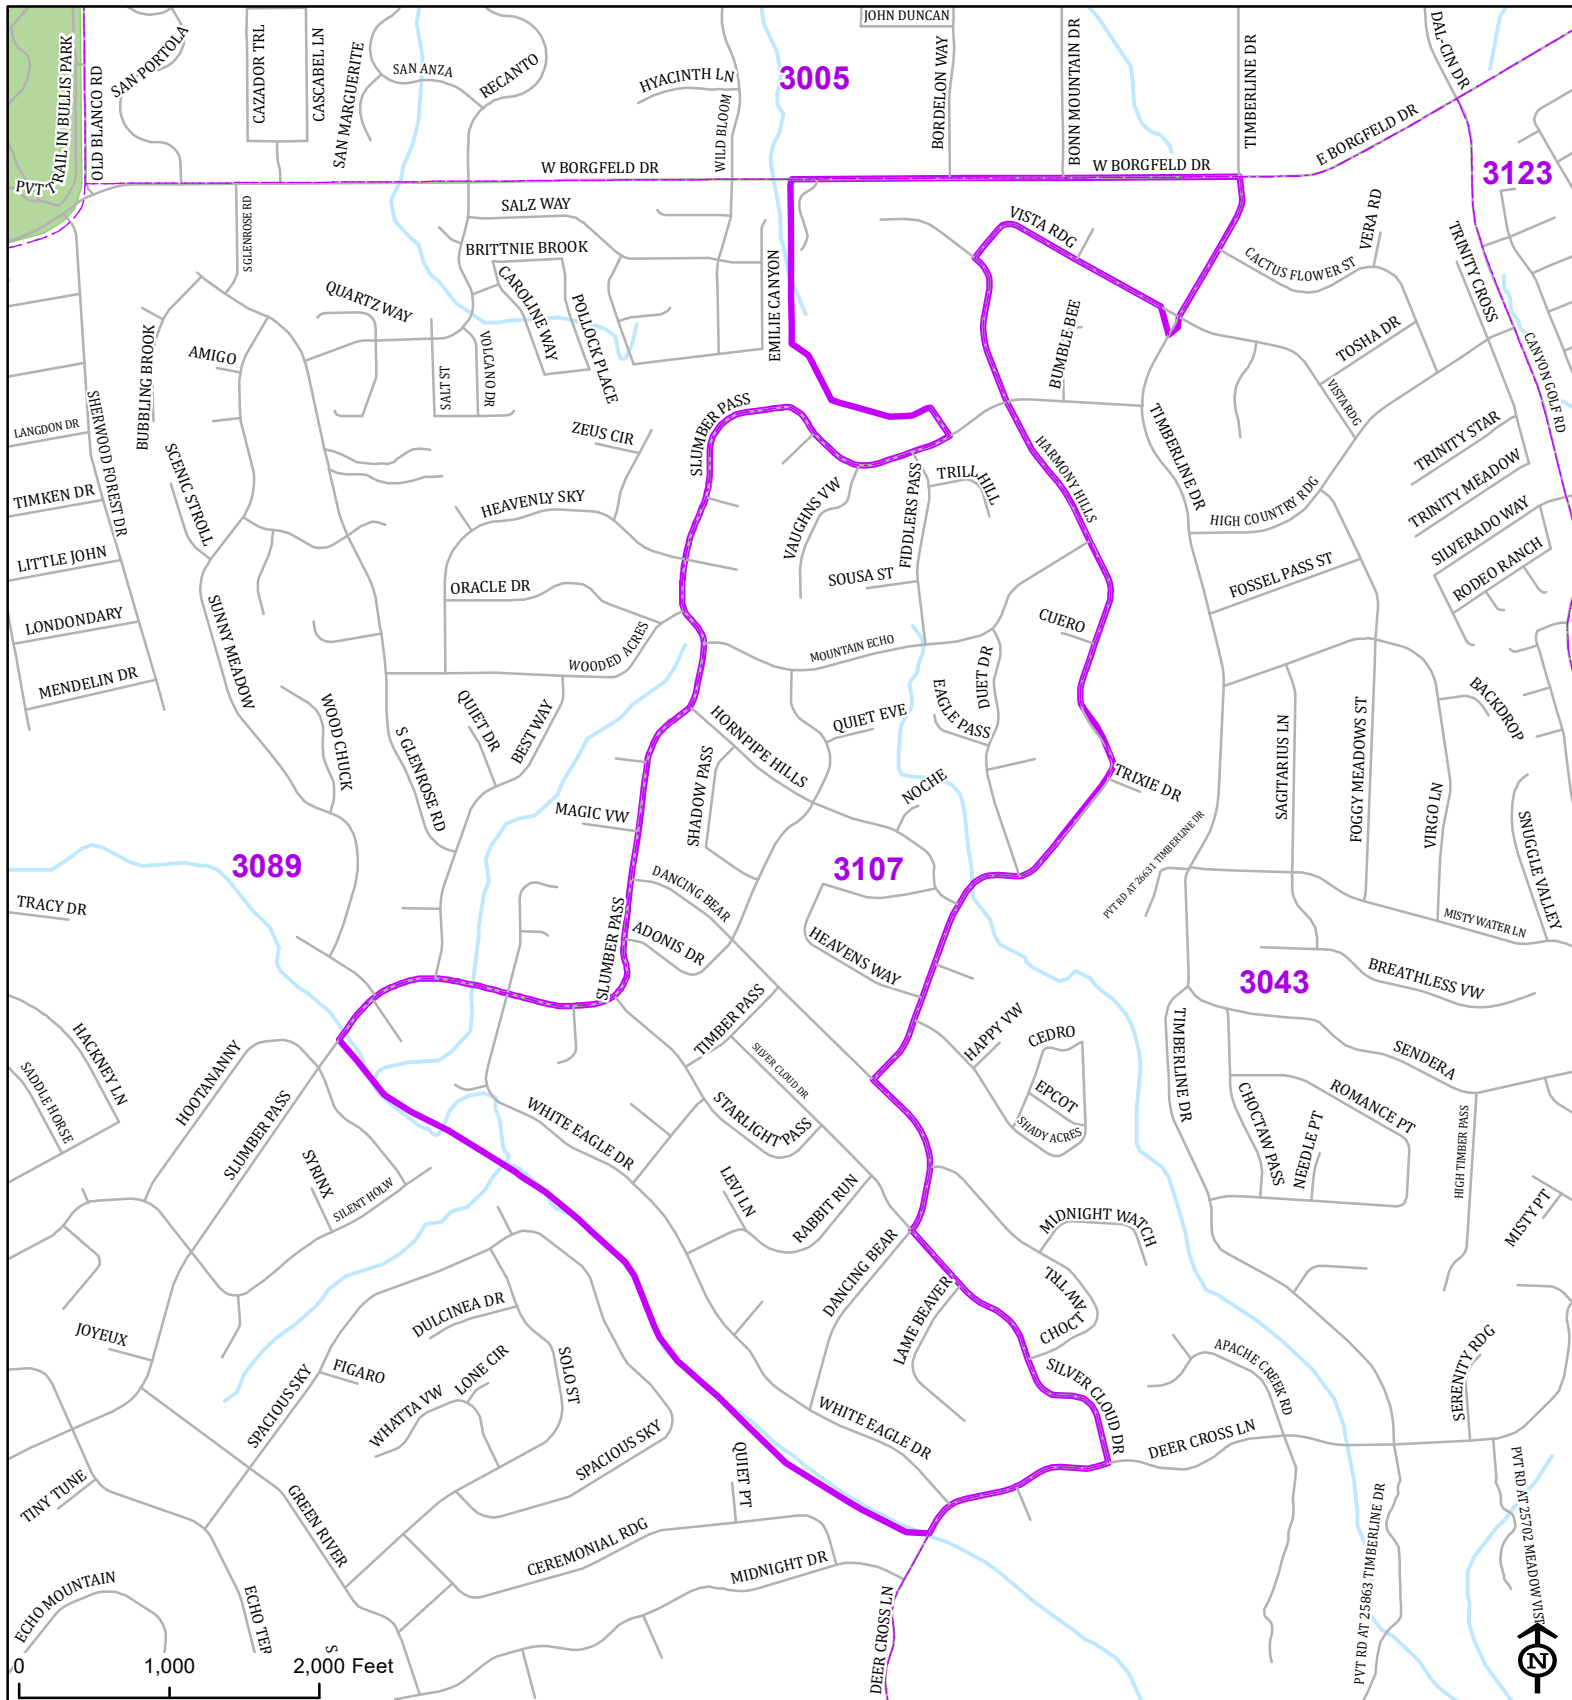 JOHN DUNCAN
SAN PORTOLA
CAZADOR TRL
CASCABEL LN
SAN MARGUERITE
SAN ANZA
RECANTO
HYACINTH LN
3005
BORDELON WAY
BONN MOUNTAIN DR
TIMBERLINE DR
DAL-CIN DR
PVT TRAIL IN BULLIS PARK
OLD BLANCO RD
WILD BLOOM
W BORGFELD DR
W BORGFELD DR
E BORGFELD DR
3123
S GLENROSE RD
SALZ WAY
BRITTNIE BROOK
VISTA RDG
VERA RD
CACTUS FLOWER ST
TRINITY CROSS
QUARTZ WAY
CAROLINE WAY
POLLOCK PLACE
EMILIE CANYON
BUMBLE BEE
TOSHA DR
CANYON GOLF RD
BUBBLING BROOK
AMIGO
SALT ST
VOLCANO DR
VISTA RDG
LANGDON DR
SHERWOOD FOREST DR
ZEUS CIR
SLUMBER PASS
TIMBERLINE DR
TRINITY STAR
SCENIC STROLL
HEAVENLY SKY
VAUGHNS VW
FIDDLERS PASS
TRILL HILL
HARMONY HILLS
HIGH COUNTRY RDG
TRINITY MEADOW
TIMKEN DR
SILVERADO WAY
LITTLE JOHN
ORACLE DR
SOUSA ST
FOSSEL PASS ST
RODEO RANCH
LONDONDARY
SUNNY MEADOW
WOODED ACRES
MOUNTAIN ECHO
CUERO
MENDELIN DR
WOOD CHUCK
S GLENROSE RD
QUIET DR
BEST WAY
HORNPIPE HILLS
QUIET EVE
EAGLE PASS
DUET DR
SAGITARIUS LN
FOGGY MEADOWS ST
VIRGO LN
BACKDROP
SHADOW PASS
MAGIC VW
NOCHE
TRIXIE DR
PVT RD AT 26631 TIMBERLINE DR
SNUGGLE VALLEY
3089
3107
TRACY DR
DANCING BEAR
ADONIS DR
SLUMBER PASS
HEAVENS WAY
MISTY WATER LN
BREATHLESS VW
3043
TIMBER PASS
HACKNEY LN
SADDLE HORSE
HOOTANANNY
SLUMBER PASS
SILVER CLOUD DR
HAPPY VW
CEDRO
EPCOT
SHADY ACRES
TIMBERLINE DR
SENDERA
CHOCTAW PASS
NEEDLE PT
ROMANCE PT
HIGH TIMBER PASS
WHITE EAGLE DR
STARLIGHT PASS
SYRINX
SILENT HOLW
LEVI LN
RABBIT RUN
MISTY PT
MIDNIGHT WATCH
DANCING BEAR
LAME BEAVER
CHOCT
AW TRL
JOYEUX
DULCINEA DR
FIGARO
SPACIOUS SKY
WHATTA VW
LONE CIR
SOLO ST
SILVER CLOUD DR
APACHE CREEK RD
SERENITY RDG
WHITE EAGLE DR
DEER CROSS LN
SPACIOUS SKY
QUIET PT
TINY TUNE
GREEN RIVER
CEREMONIAL RDG
MIDNIGHT DR
PVT RD AT 25863 TIMBERLINE DR
PVT RD AT 25702 MEADOW VIST
ECHO MOUNTAIN
ECHO TER
DEER CROSS LN
S
0 1,000 2,000 Feet
N